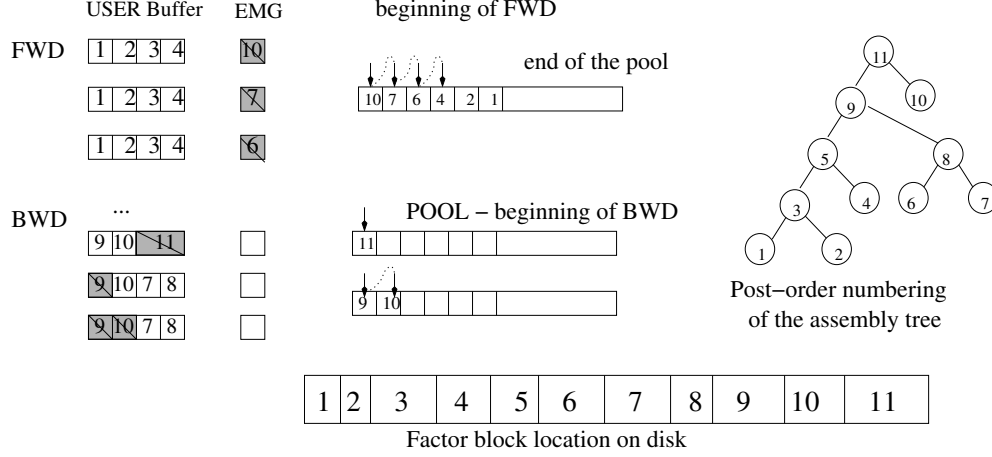 USER Buffer EMG
beginning of FWD
FWD
1 2 3 4
10
1 2 3 4
7
1 2 3 4
6
end of the pool
10 7 6 4 2 1
BWD
...
9 10 11
9 10 7 8
9 10 7 8
POOL – beginning of BWD
11
9 10
11
9 10
5 8
3 4 6 7
1 2
Post–order numbering
of the assembly tree
1 2 3 4 5 6 7 8 9 10 11
Factor block location on disk